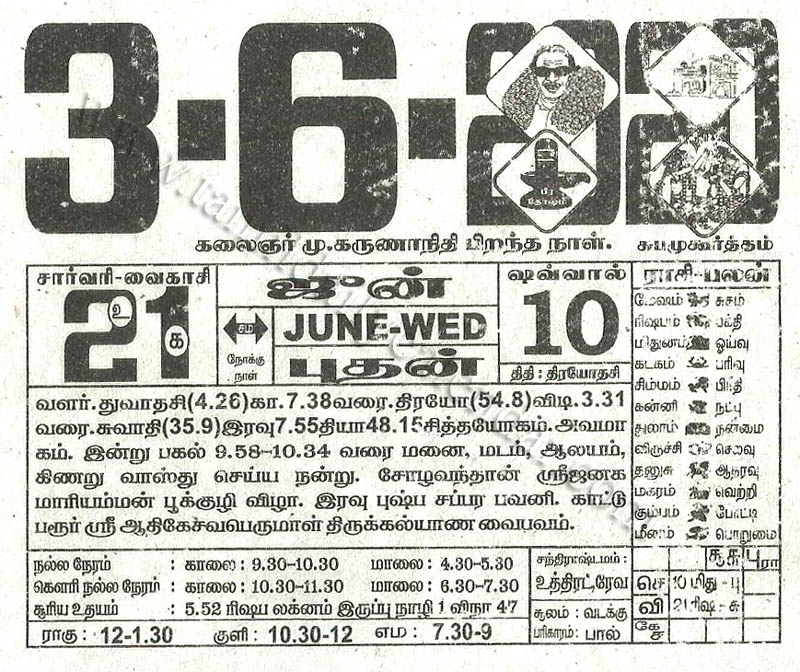 3-6-20
பிர
தோஷம்
கலைஞர் மு.கருணாநிதி பிறந்த நாள். சுபமுகூர்த்தம்
சார்வரி-வைகாசி
21
உ
க
ஜூன்
சம
நோக்கு
நாள்
JUNE-WED
புதன்
ஷவ்வால்
10
திதி : திரயோதசி
வளர்.துவாதசி(4.26)கா.7.38வரை.திரயோ(54.8)விடி.3.31
வரை.சுவாதி(35.9)இரவு7.55தியா48.15சித்தயோகம்.அவமா
கம். இன்று பகல் 9.58-10.34 வரை மனை, மடம், ஆலயம்,
கிணறு வாஸ்து செய்ய நன்று. சோழவந்தான் ஸ்ரீஜனக
மாரியம்மன் பூக்குழி விழா. இரவு புஷ்ப சப்பர பவனி. காட்டு
பரூர் ஸ்ரீ ஆதிகேச்வபெருமாள் திருக்கல்யாண வைபவம்.
ராசி-பலன்
மேஷம் சுகம்
ரிஷபம் பக்தி
மிதுனம் ஓய்வு
கடகம் பரிவு
சிம்மம்
கன்னி நட்பு
துலாம் நன்மை
விருச்சி செலவு
தனுசு ஆதரவு
மகரம் வெற்றி
கும்பம் போட்டி
மீனம் பொறுமை
நல்ல நேரம் : காலை: 9.30-10.30 மாலை: 4.30-5.30
கௌரி நல்ல நேரம் : காலை: 10.30-11.30 மாலை: 6.30-7.30
சூரிய உதயம் : 5.52 ரிஷப லக்னம் இருப்பு நாழி 1 விநா 47
ராகு : 12-1.30 குளி : 10.30-12 எம : 7.30-9
சந்திராஷ்டமம் :
உத்திரட்,ரேவ
சூலம் : வடக்கு
பரிகாரம்: பால்
சூ சு பு
ரா
செ 10 மிது - பு
வி 21 ரிஷ - சு
கே